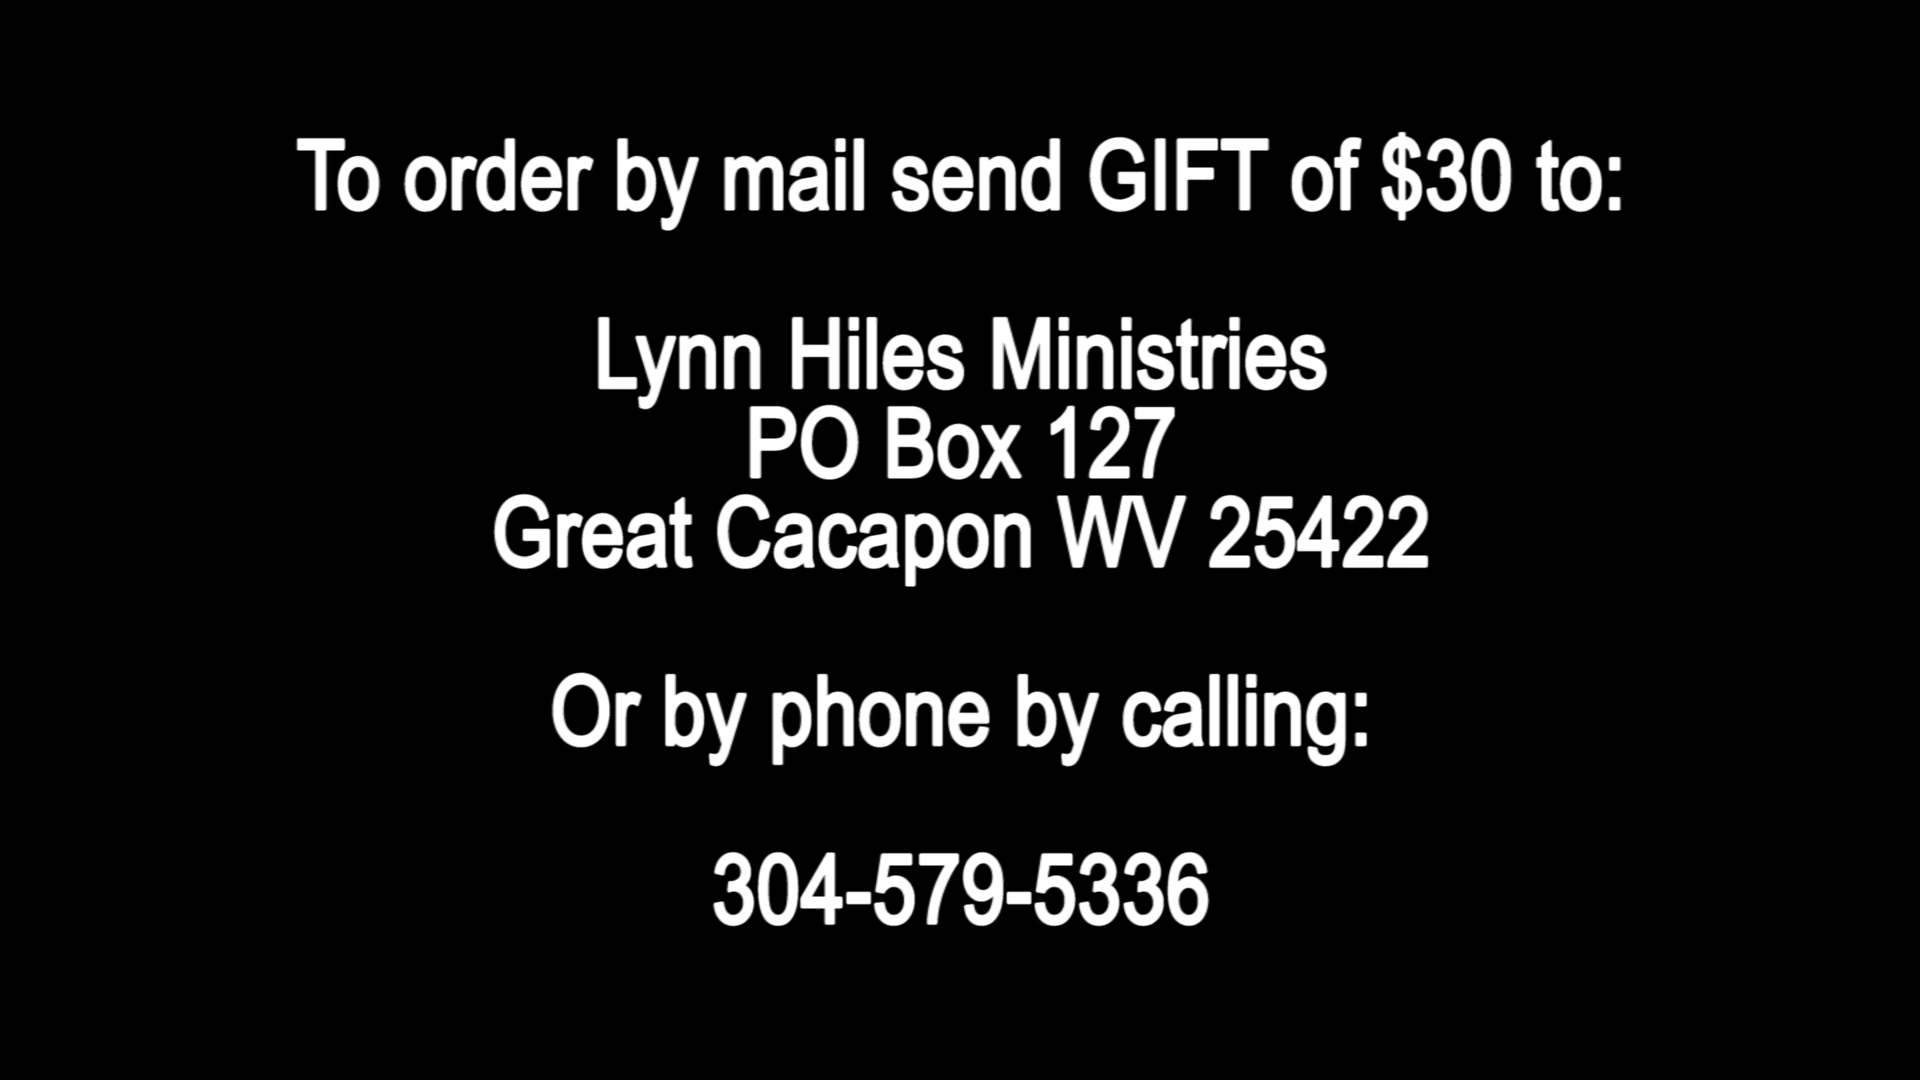 To order by mail send GIFT of $30 to:
Lynn Hiles Ministries
PO Box 127
Great Cacapon WV 25422
Or by phone by calling:
304-579-5336